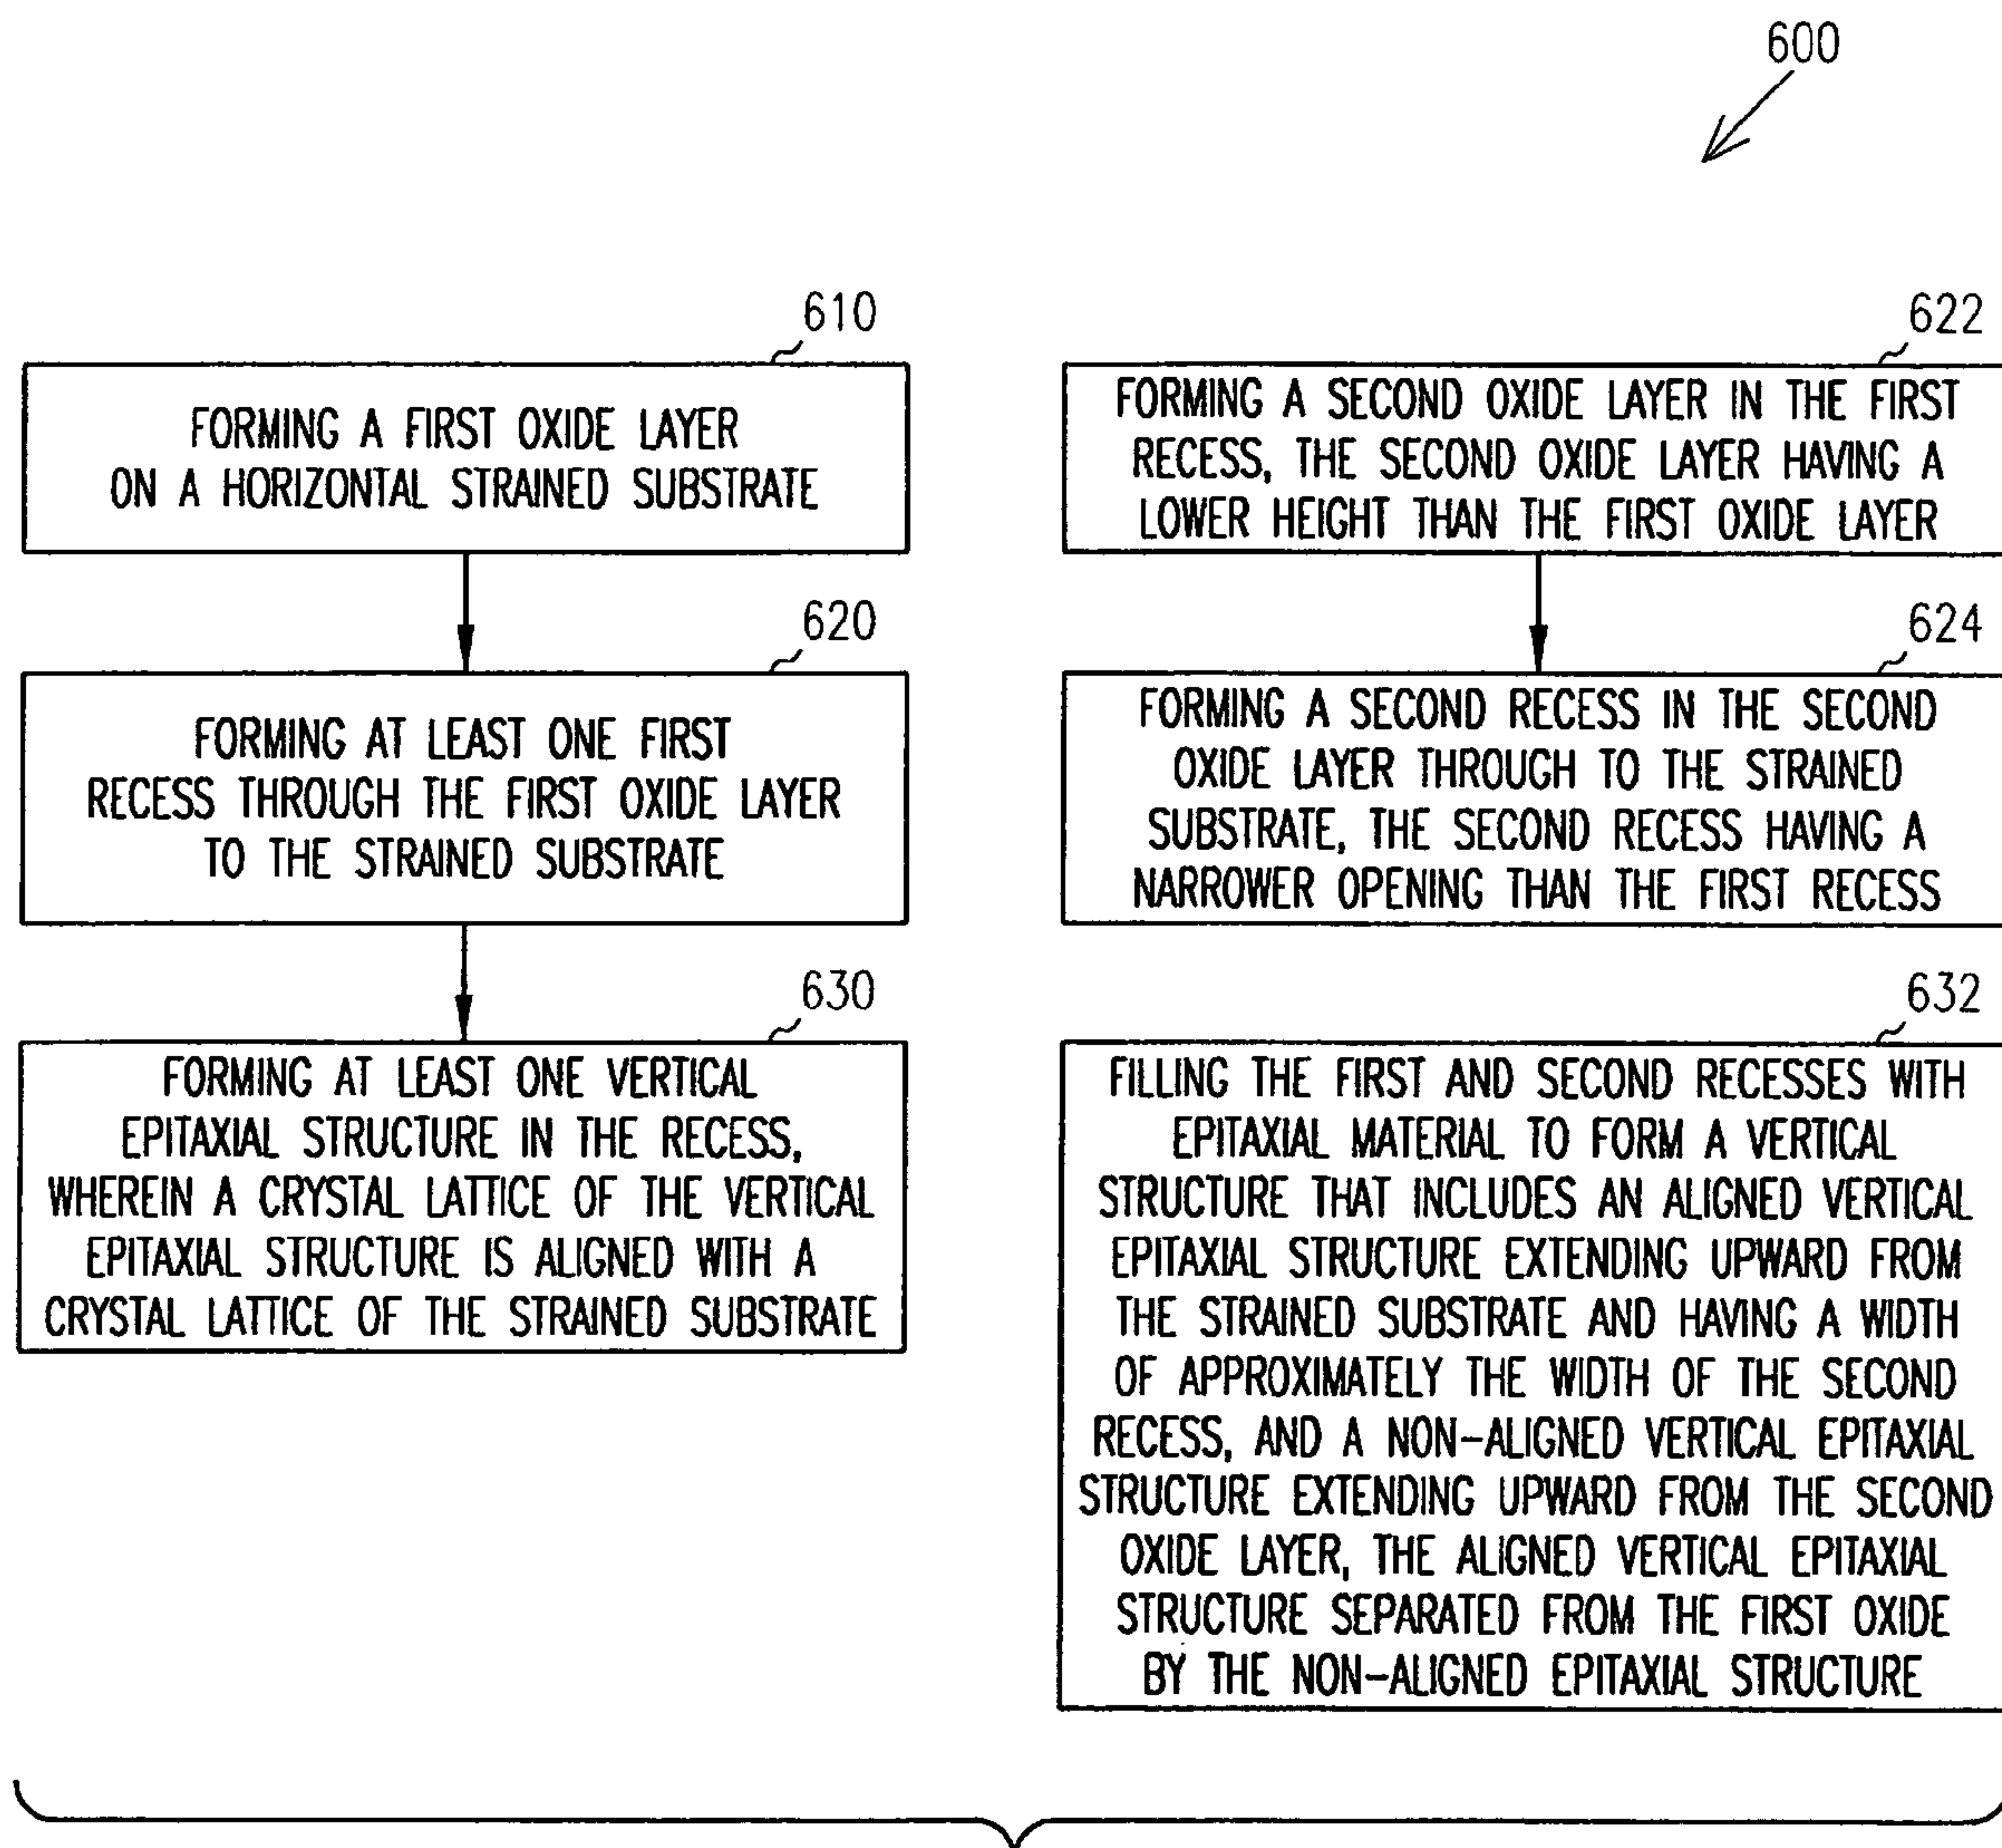 600
610
FORMING A FIRST OXIDE LAYER
ON A HORIZONTAL STRAINED SUBSTRATE
620
FORMING AT LEAST ONE FIRST
RECESS THROUGH THE FIRST OXIDE LAYER
TO THE STRAINED SUBSTRATE
630
FORMING AT LEAST ONE VERTICAL
EPITAXIAL STRUCTURE IN THE RECESS,
WHEREIN A CRYSTAL LATTICE OF THE VERTICAL
EPITAXIAL STRUCTURE IS ALIGNED WITH A
CRYSTAL LATTICE OF THE STRAINED SUBSTRATE
622
FORMING A SECOND OXIDE LAYER IN THE FIRST
RECESS, THE SECOND OXIDE LAYER HAVING A
LOWER HEIGHT THAN THE FIRST OXIDE LAYER
624
FORMING A SECOND RECESS IN THE SECOND
OXIDE LAYER THROUGH TO THE STRAINED
SUBSTRATE, THE SECOND RECESS HAVING A
NARROWER OPENING THAN THE FIRST RECESS
632
FILLING THE FIRST AND SECOND RECESSES WITH
EPITAXIAL MATERIAL TO FORM A VERTICAL
STRUCTURE THAT INCLUDES AN ALIGNED VERTICAL
EPITAXIAL STRUCTURE EXTENDING UPWARD FROM
THE STRAINED SUBSTRATE AND HAVING A WIDTH
OF APPROXIMATELY THE WIDTH OF THE SECOND
RECESS, AND A NON-ALIGNED VERTICAL EPITAXIAL
STRUCTURE EXTENDING UPWARD FROM THE SECOND
OXIDE LAYER, THE ALIGNED VERTICAL EPITAXIAL
STRUCTURE SEPARATED FROM THE FIRST OXIDE
BY THE NON-ALIGNED EPITAXIAL STRUCTURE